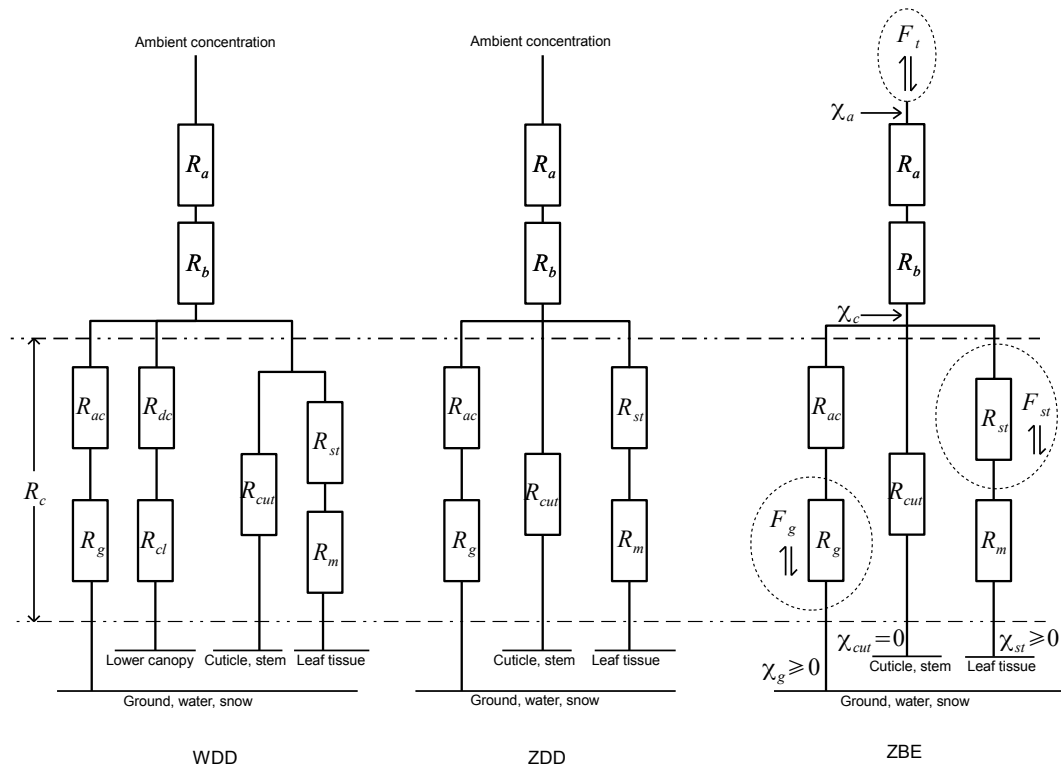 Ambient concentration
R_a
R_b
R_c
R_ac
R_dc
R_st
R_cut
R_g
R_cl
R_m
Lower canopy
Cuticle, stem
Leaf tissue
Ground, water, snow
WDD
Ambient concentration
R_a
R_b
R_ac
R_st
R_cut
R_g
R_m
Cuticle, stem
Leaf tissue
Ground, water, snow
ZDD
F_t
χ_a
R_a
R_b
χ_c
R_ac
R_st
F_st
R_cut
F_g
R_g
R_m
χ_cut=0
χ_st≥0
Cuticle, stem
Leaf tissue
χ_g≥0
Ground, water, snow
ZBE